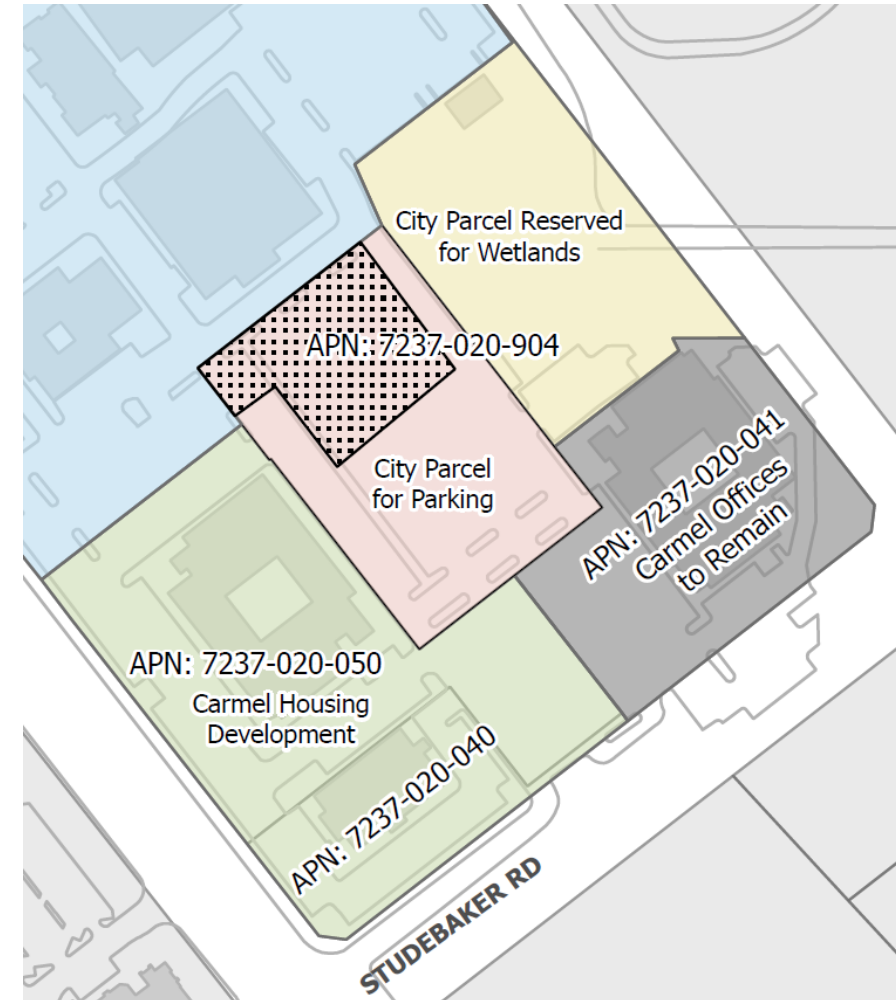 City Parcel Reserved
for Wetlands
APN: 7237-020-904
City Parcel
for Parking
APN: 7237-020-041
Carmel Offices
to Remain
APN: 7237-020-050
Carmel Housing
Development
APN: 7237-020-040
STUDEBAKER RD